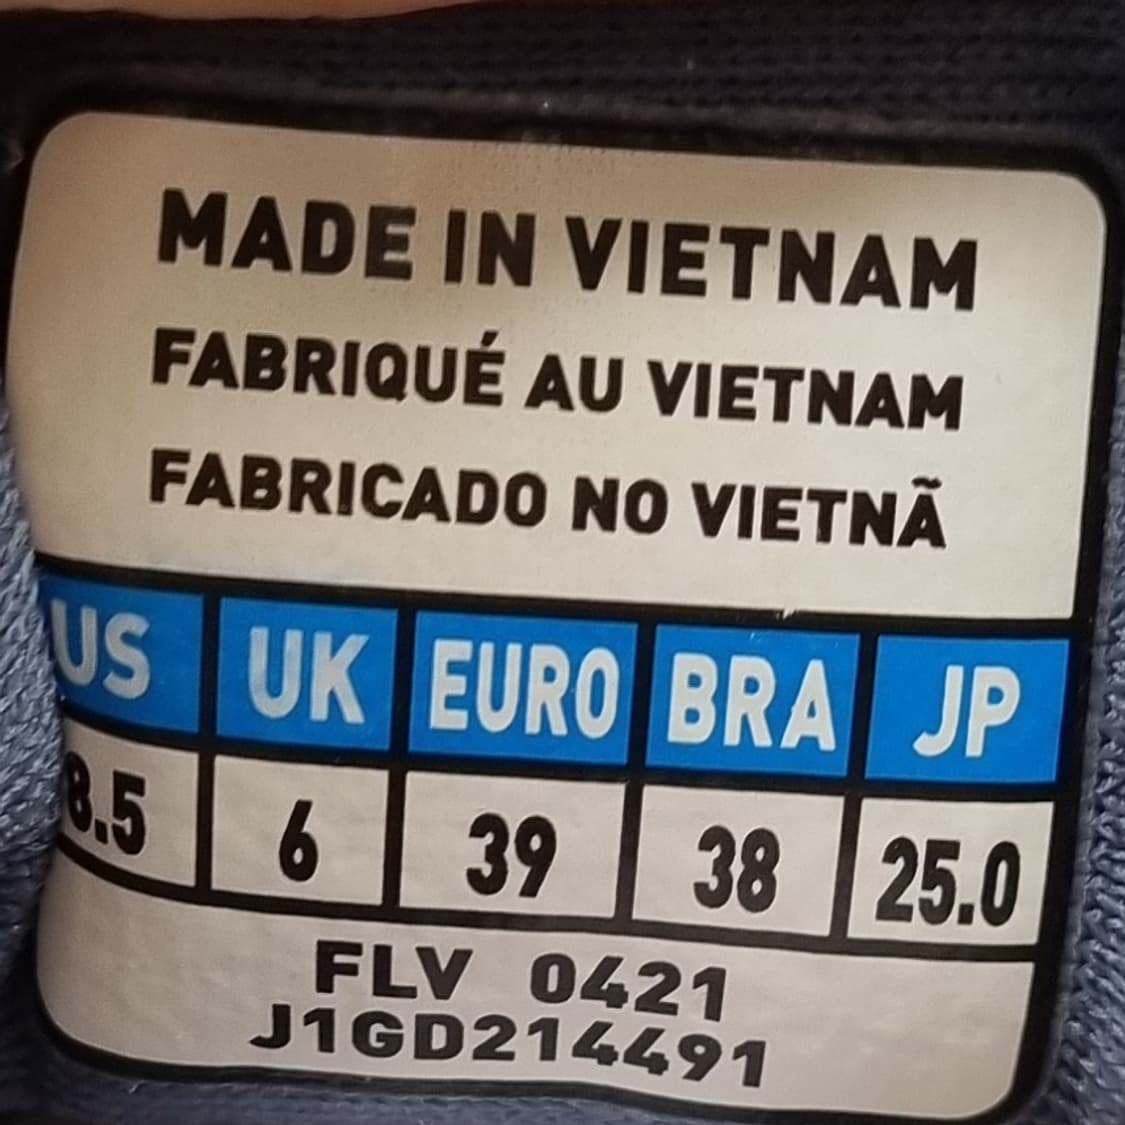 MADE IN VIETNAM
FABRIQUÉ AU VIETNAM
FABRICADO NO VIETNÃ
US UK EURO BRA JP
8.5 6 39 38 25.0
FLV 0421
J1GD214491